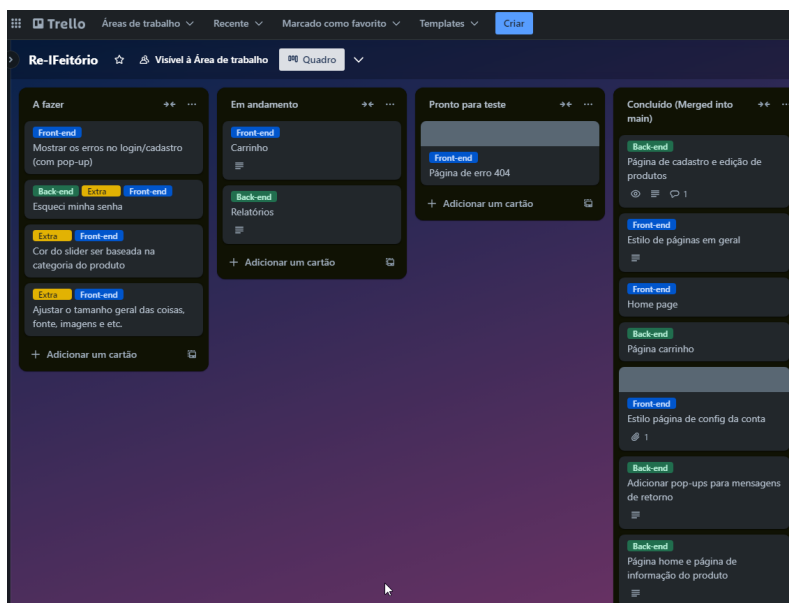 Trello Áreas de trabalho Recente Marcado como favorito Templates Criar
Re-IFeitório Visível à Área de trabalho Quadro
A fazer
Front-end
Mostrar os erros no login/cadastro
(com pop-up)
Back-end Extra Front-end
Esqueci minha senha
Extra Front-end
Cor do slider ser baseada na
categoria do produto
Extra Front-end
Ajustar o tamanho geral das coisas,
fonte, imagens e etc.
+ Adicionar um cartão
Em andamento
Front-end
Carrinho
Back-end
Relatórios
+ Adicionar um cartão
Pronto para teste
Front-end
Página de erro 404
+ Adicionar um cartão
Concluído (Merged into
main)
Back-end
Página de cadastro e edição de
produtos
1
Front-end
Estilo de páginas em geral
Front-end
Home page
Back-end
Página carrinho
Front-end
Estilo página de config da conta
1
Back-end
Adicionar pop-ups para mensagens
de retorno
Back-end
Página home e página de
informação do produto